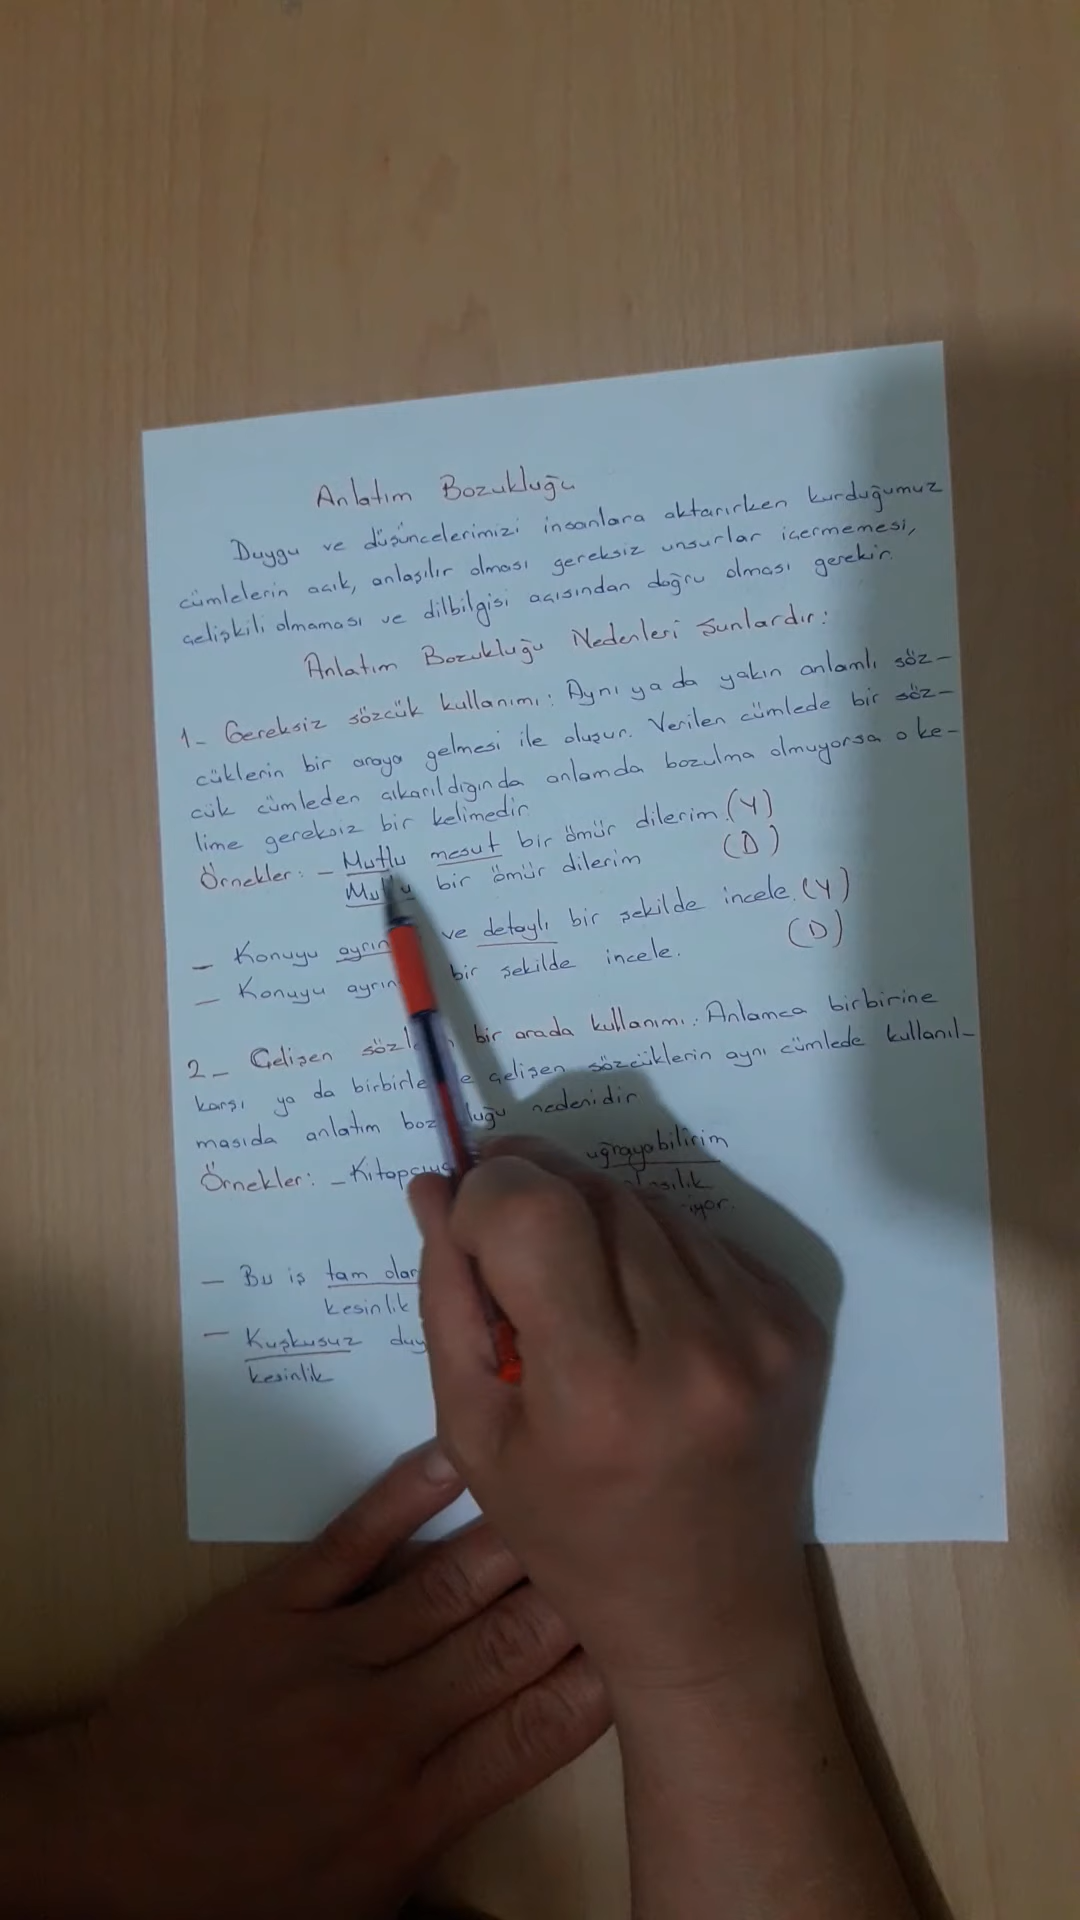 Anlatım Bozukluğu
Duygu ve düşüncelerimizi insanlara aktarırken kurduğumuz
cümlelerin açık, anlaşılır olması gereksiz unsurlar içermemesi,
çelişkili olmaması ve dilbilgisi açısından doğru olması gerekir.
Anlatım Bozukluğu Nedenleri Şunlardır:
1- Gereksiz sözcük kullanımı: Aynı ya da yakın anlamlı söz-
cüklerin bir araya gelmesi ile oluşur. Verilen cümlede bir söz-
cük cümleden çıkarıldığında anlamda bozulma olmuyorsa o ke-
lime gereksiz bir kelimedir.
Örnekler: - Mutlu mesut bir ömür dilerim. (Y)
bir ömür dilerim (D)
- Konuyu ve detaylı bir şekilde incele. (Y)
- Konuyu bir şekilde incele. (D)
2- Çelişen bir arada kullanımı: Anlamca birbirine
karşı ya da çelişen sözcüklerin aynı cümlede kullanıl-
masıda anlatım nedenidir
Örnekler: - uğrayabilirim
- Bu iş tam
kesinlik
- Kuşkusuz
kesinlik